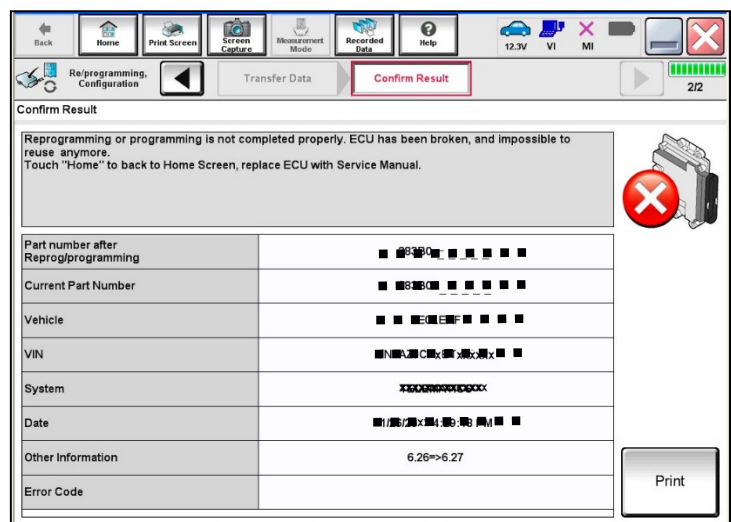 Back
Home
Print Screen
Screen Capture
Measurement Mode
Recorded Data
Help
12.3V
VI
MI
Re/programming, Configuration
Transfer Data
Confirm Result
2/2
Confirm Result
Reprogramming or programming is not completed properly. ECU has been broken, and impossible to
reuse anymore.
Touch "Home" to back to Home Screen, replace ECU with Service Manual.
Part number after
Reprog/programming
Current Part Number
Vehicle
VIN
System
Date
Other Information
6.26=>6.27
Error Code
Print